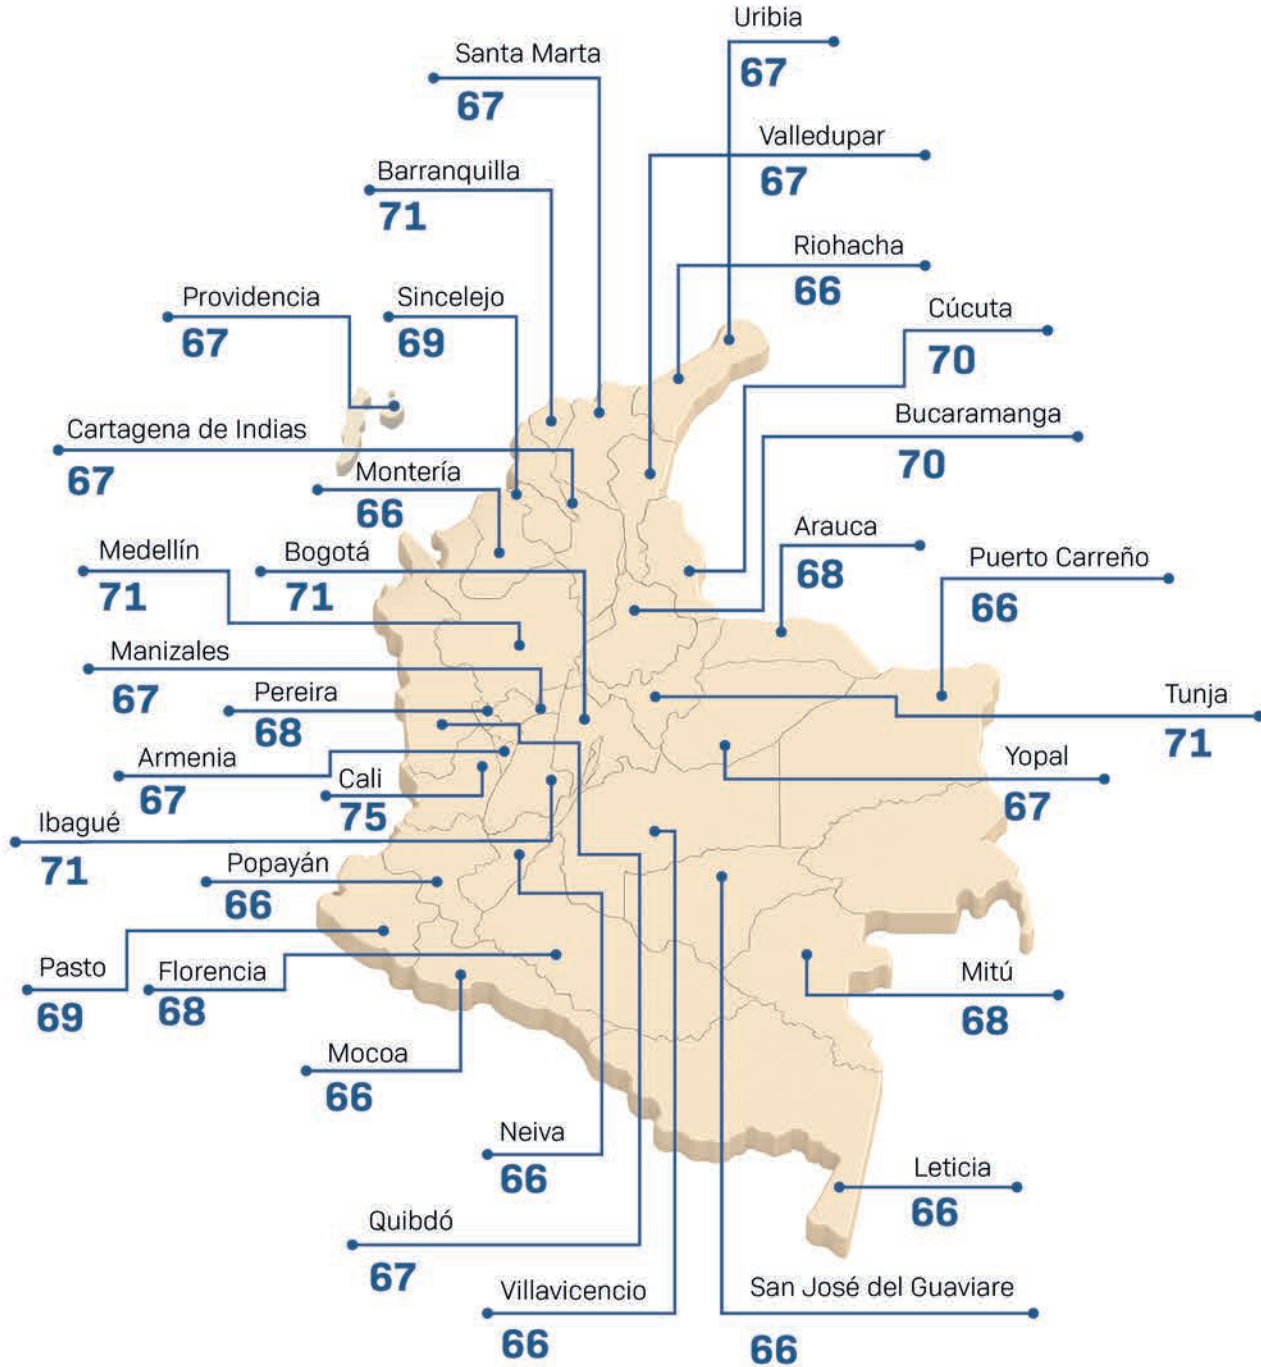 Uribia
67
Santa Marta
67
Valledupar
67
Barranquilla
71
Riohacha
66
Providencia
67
Sincelejo
69
Cúcuta
70
Cartagena de Indias
67
Bucaramanga
70
Montería
66
Arauca
68
Medellín
71
Bogotá
71
Puerto Carreño
66
Manizales
67
Pereira
68
Tunja
71
Armenia
67
Cali
75
Yopal
67
Ibagué
71
Popayán
66
Pasto
69
Florencia
68
Mitú
68
Mocoa
66
Neiva
66
Leticia
66
Quibdó
67
Villavicencio
66
San José del Guaviare
66